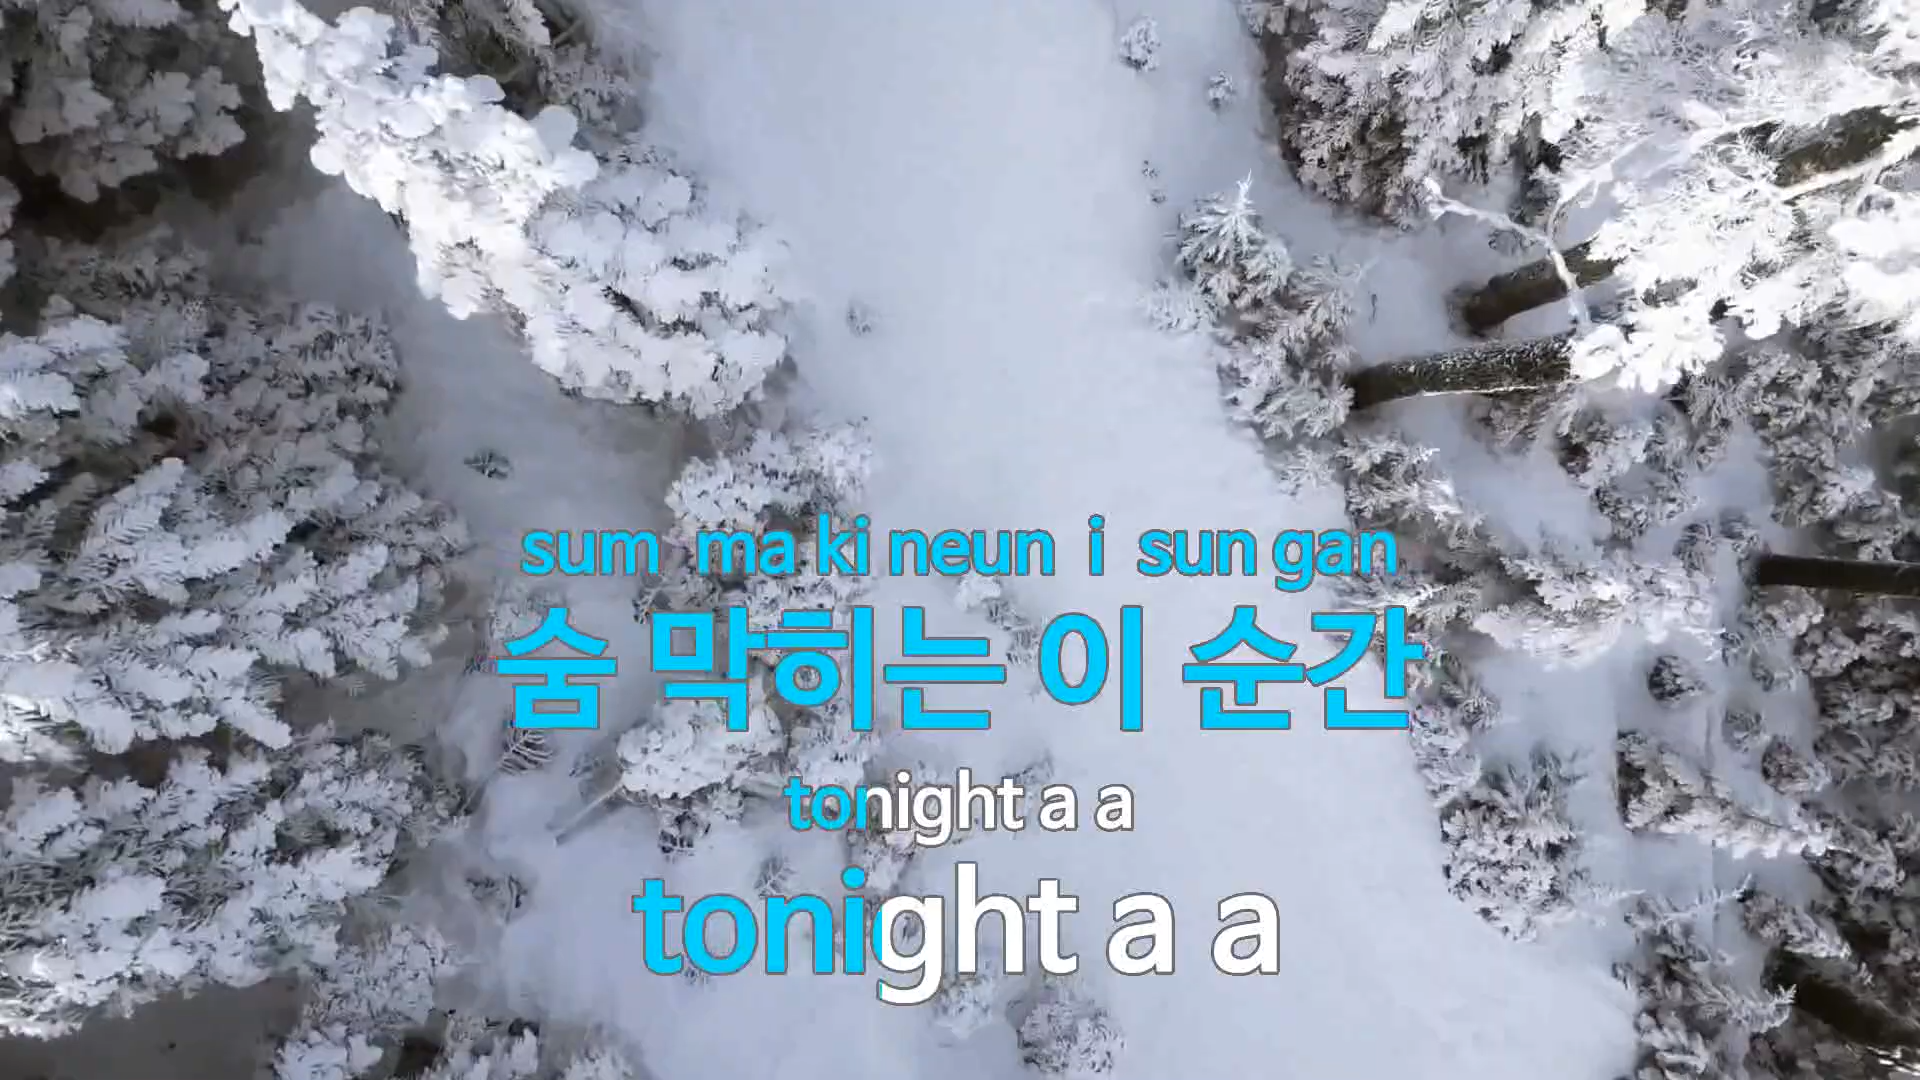 sum ma ki neun i sun gan
숨 막히는 이 순간
tonight a a
tonight a a